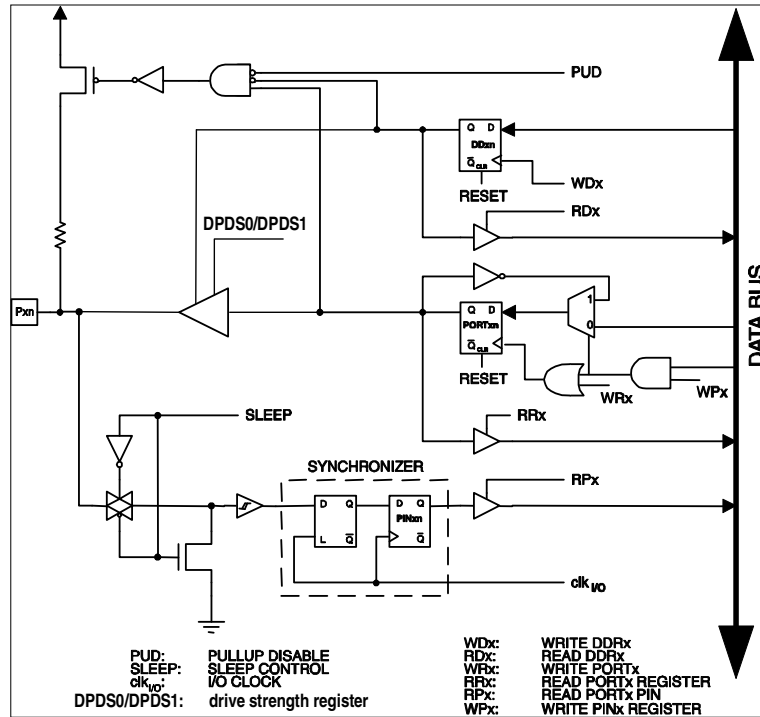 PUD
Q D
DDxn
Q CLR
WDx
RESET
RDx
DPDS0/DPDS1
DATA BUS
Pxn
1
Q D
PORTxn
0
Q CLR
RESET
WRx
WPx
RRx
SLEEP
SYNCHRONIZER
RPx
D Q
L Q
D Q
PINxn
Q
clk I/O
PUD: PULLUP DISABLE
SLEEP: SLEEP CONTROL
clk I/O: I/O CLOCK
DPDS0/DPDS1: drive strength register
WDx: WRITE DDRx
RDx: READ DDRx
WRx: WRITE PORTx
RRx: READ PORTx REGISTER
RPx: READ PORTx PIN
WPx: WRITE PINx REGISTER